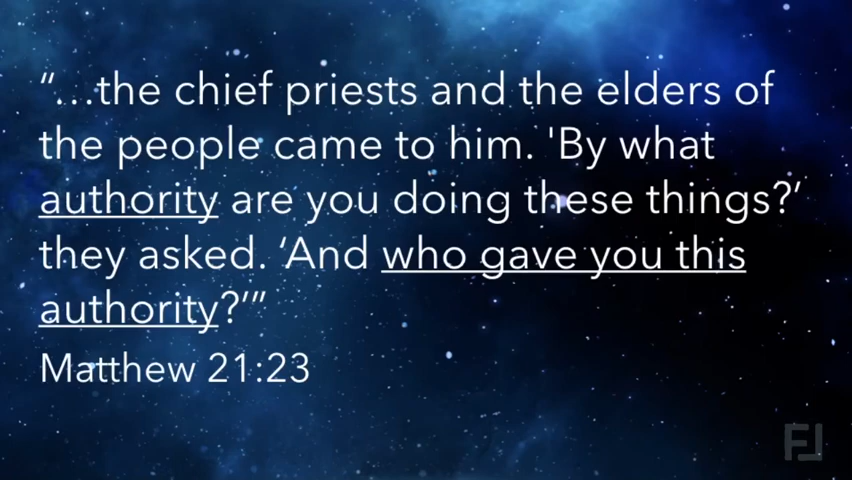 “…the chief priests and the elders of
the people came to him. 'By what
authority are you doing these things?’
they asked. ‘And who gave you this
authority?’”
Matthew 21:23
FL